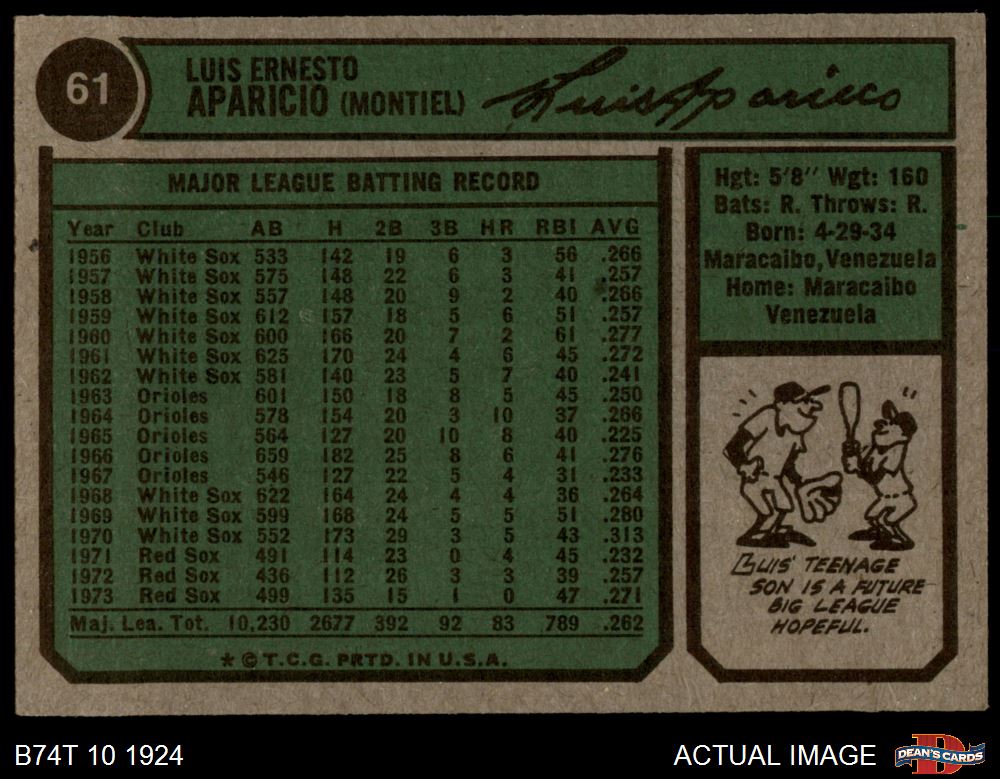 61
LUIS ERNESTO
APARICIO (MONTIEL)
Luis Aparicio
MAJOR LEAGUE BATTING RECORD
Year Club AB H 2B 3B HR RBI AVG
1956 White Sox 533 142 19 6 3 56 .266
1957 White Sox 575 148 22 6 3 41 .257
1958 White Sox 557 148 20 9 2 40 .266
1959 White Sox 612 157 18 5 6 51 .257
1960 White Sox 600 166 20 7 2 61 .277
1961 White Sox 625 170 24 4 6 45 .272
1962 White Sox 581 140 23 5 7 40 .241
1963 Orioles 601 150 18 8 5 45 .250
1964 Orioles 578 154 20 3 10 37 .266
1965 Orioles 564 127 20 10 8 40 .225
1966 Orioles 659 182 25 8 6 41 .276
1967 Orioles 546 127 22 5 4 31 .233
1968 White Sox 622 164 24 4 4 36 .264
1969 White Sox 599 168 24 5 5 51 .280
1970 White Sox 552 173 29 3 5 43 .313
1971 Red Sox 491 114 23 0 4 45 .232
1972 Red Sox 436 112 26 3 3 39 .257
1973 Red Sox 499 135 15 1 0 47 .271
Maj. Lea. Tot. 10,230 2677 392 92 83 789 .262
* © T.C.G. PRTD. IN U.S.A.
Hgt: 5'8" Wgt: 160
Bats: R. Throws: R.
Born: 4-29-34
Maracaibo, Venezuela
Home: Maracaibo
Venezuela
LUIS' TEENAGE
SON IS A FUTURE
BIG LEAGUE
HOPEFUL.
B74T 10 1924
ACTUAL IMAGE
DEAN'S CARDS